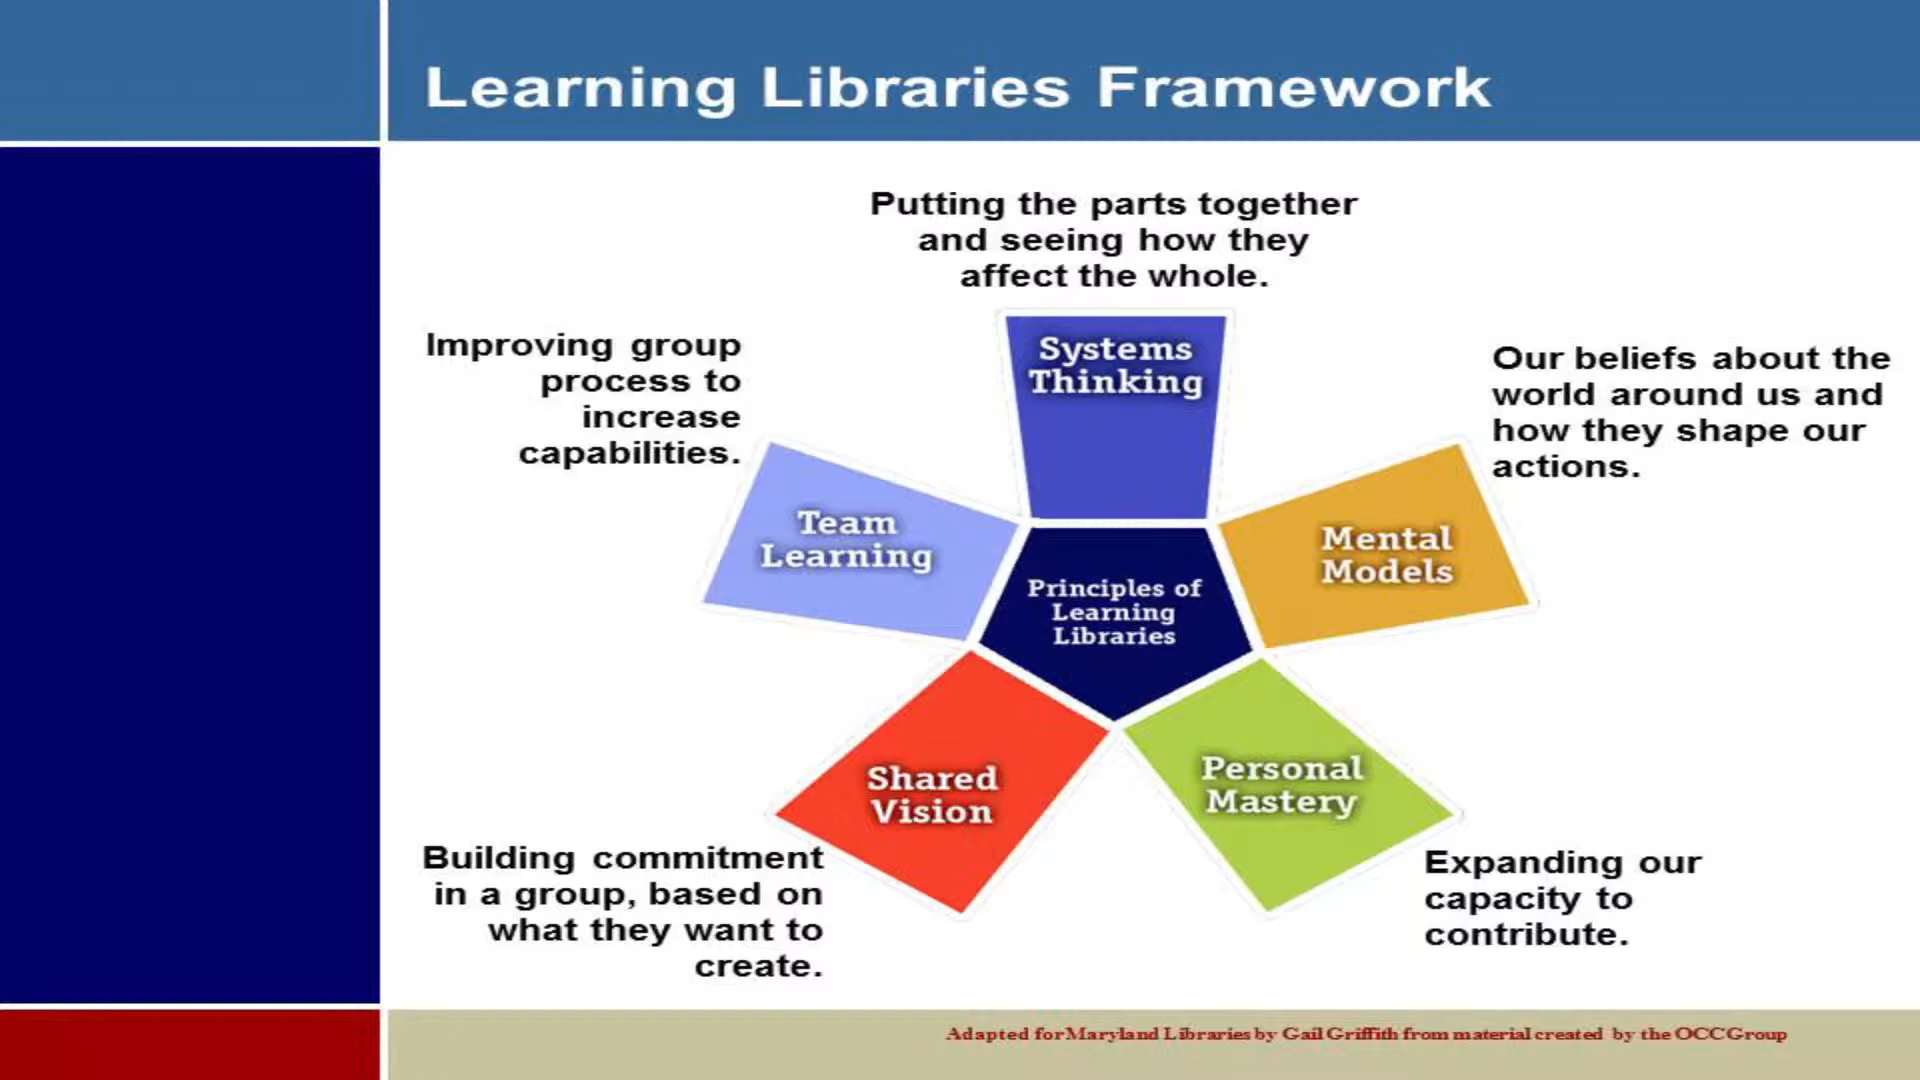 Learning Libraries Framework
Putting the parts together
and seeing how they
affect the whole.
Systems
Thinking
Improving group
process to
increase
capabilities.
Our beliefs about the
world around us and
how they shape our
actions.
Team
Learning
Mental
Models
Principles of
Learning
Libraries
Shared
Vision
Personal
Mastery
Building commitment
in a group, based on
what they want to
create.
Expanding our
capacity to
contribute.
Adapted for Maryland Libraries by Gail Griffith from material created by the OCC Group